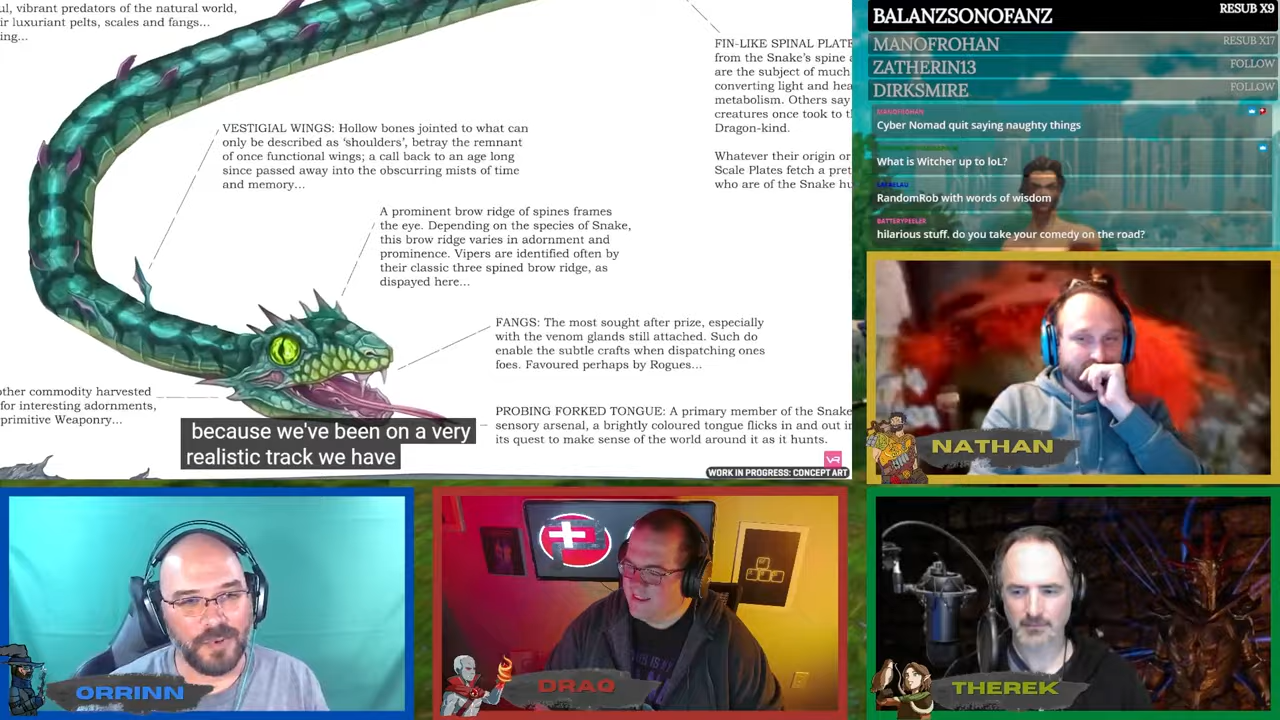 ul, vibrant predators of the natural world,
ir luxuriant pelts, scales and fangs...
ing...
VESTIGIAL WINGS: Hollow bones jointed to what can
only be described as 'shoulders', betray the remnant
of once functional wings; a call back to an age long
since passed away into the obscurring mists of time
and memory...
A prominent brow ridge of spines frames
the eye. Depending on the species of Snake,
this brow ridge varies in adornment and
prominence. Vipers are identified often by
their classic three spined brow ridge, as
dispayed here...
FANGS: The most sought after prize, especially
with the venom glands still attached. Such do
enable the subtle crafts when dispatching ones
foes. Favoured perhaps by Rogues...
PROBING FORKED TONGUE: A primary member of the Snake
sensory arsenal, a brightly coloured tongue flicks in and out in
its quest to make sense of the world around it as it hunts.
other commodity harvested
for interesting adornments,
primitive Weaponry...
FIN-LIKE SPINAL PLATE
from the Snake's spine a
are the subject of much
converting light and hea
metabolism. Others say
creatures once took to th
Dragon-kind.
Whatever their origin or
Scale Plates fetch a pret
who are of the Snake hu
because we've been on a very
realistic track we have
VR
WORK IN PROGRESS: CONCEPT ART
BALANZSONOFANZ RESUB X9
MANOFROHAN RESUB X17
ZATHERIN13 FOLLOW
DIRKSMIRE FOLLOW
MANOFROHAN
Cyber Nomad quit saying naughty things
What is Witcher up to loL?
RandomRob with words of wisdom
BATTERYPEELER
hilarious stuff. do you take your comedy on the road?
NATHAN
ORRINN
DRAQ
THEREK